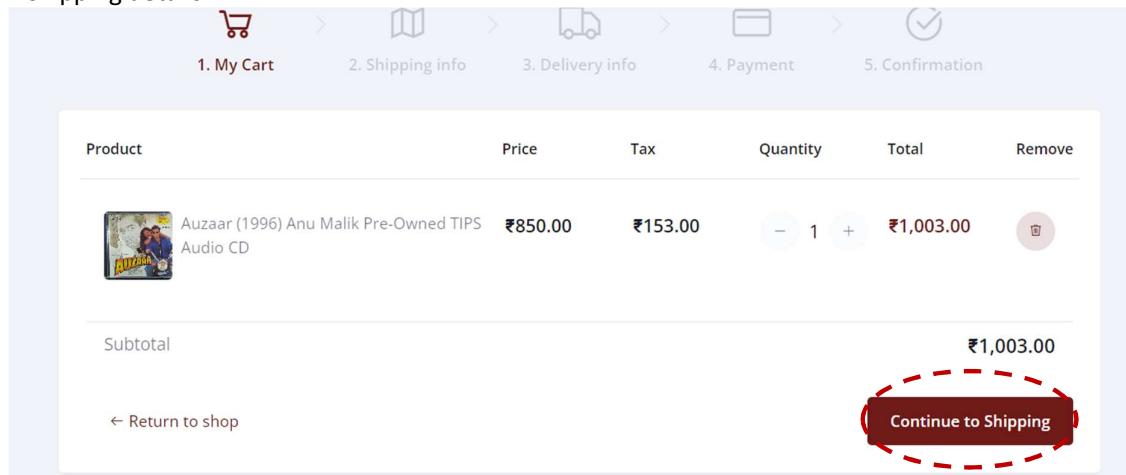 1. My Cart
2. Shipping info
3. Delivery info
4. Payment
5. Confirmation
Product
Price
Tax
Quantity
Total
Remove
Auzaar (1996) Anu Malik Pre-Owned TIPS
Audio CD
₹850.00
₹153.00
− 1 +
₹1,003.00
AUZAAR
Subtotal
₹1,003.00
← Return to shop
Continue to Shipping